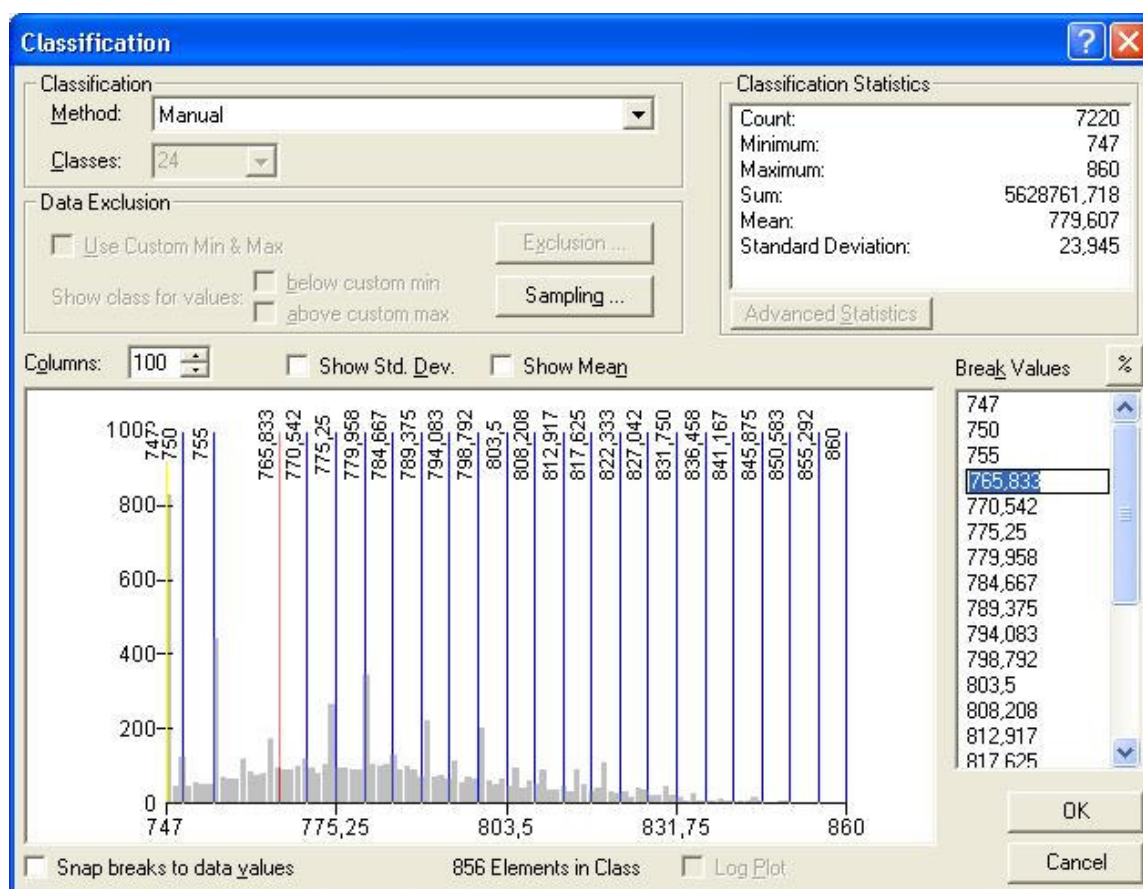 Classification
Classification
Method: Manual
Classes: 24
Data Exclusion
Use Custom Min & Max
Exclusion ...
Show class for values:
below custom min
above custom max
Sampling ...
Classification Statistics
Count: 7220
Minimum: 747
Maximum: 860
Sum: 5628761,718
Mean: 779,607
Standard Deviation: 23,945
Advanced Statistics
Columns: 100
Show Std. Dev.
Show Mean
Break Values
%
747
750
755
765,833
770,542
775,25
779,958
784,667
789,375
794,083
798,792
803,5
808,208
812,917
817,625
822,333
827,042
831,750
836,458
841,167
845,875
850,583
855,292
860
1000
800
600
400
200
0
747 775,25 803,5 831,75 860
747
750
755
765,833
770,542
775,25
779,958
784,667
789,375
794,083
798,792
803,5
808,208
812,917
817,625
Snap breaks to data values
856 Elements in Class
Log Plot
OK
Cancel